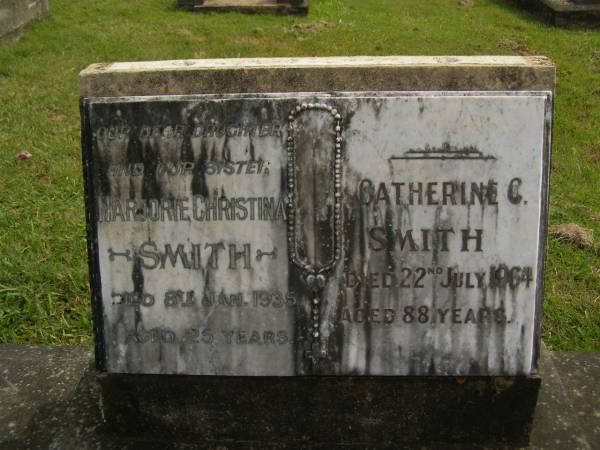 OUR DEAR DAUGHTER
AND OUR SISTER
MARJORIE CHRISTINA
SMITH
DIED 8TH JAN. 1935
AGED 25 YEARS.
CATHERINE C.
SMITH
DIED 22ND JULY 1964
AGED 88 YEARS.